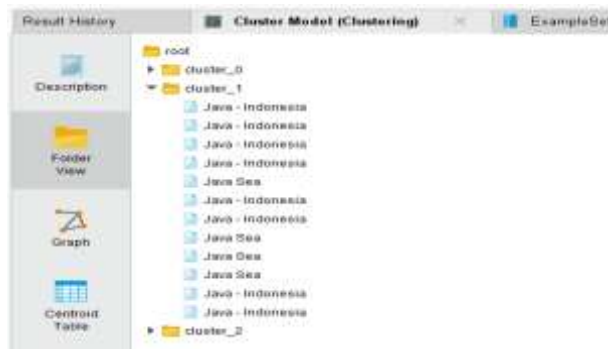 Result History
Cluster Model (Clustering)
ExampleSe
Description
Folder
View
Graph
Centroid
Table
root
cluster_0
cluster_1
Java - Indonesia
Java - Indonesia
Java - Indonesia
Java - Indonesia
Java Sea
Java - Indonesia
Java - Indonesia
Java Sea
Java Sea
Java Sea
Java - Indonesia
Java - Indonesia
cluster_2